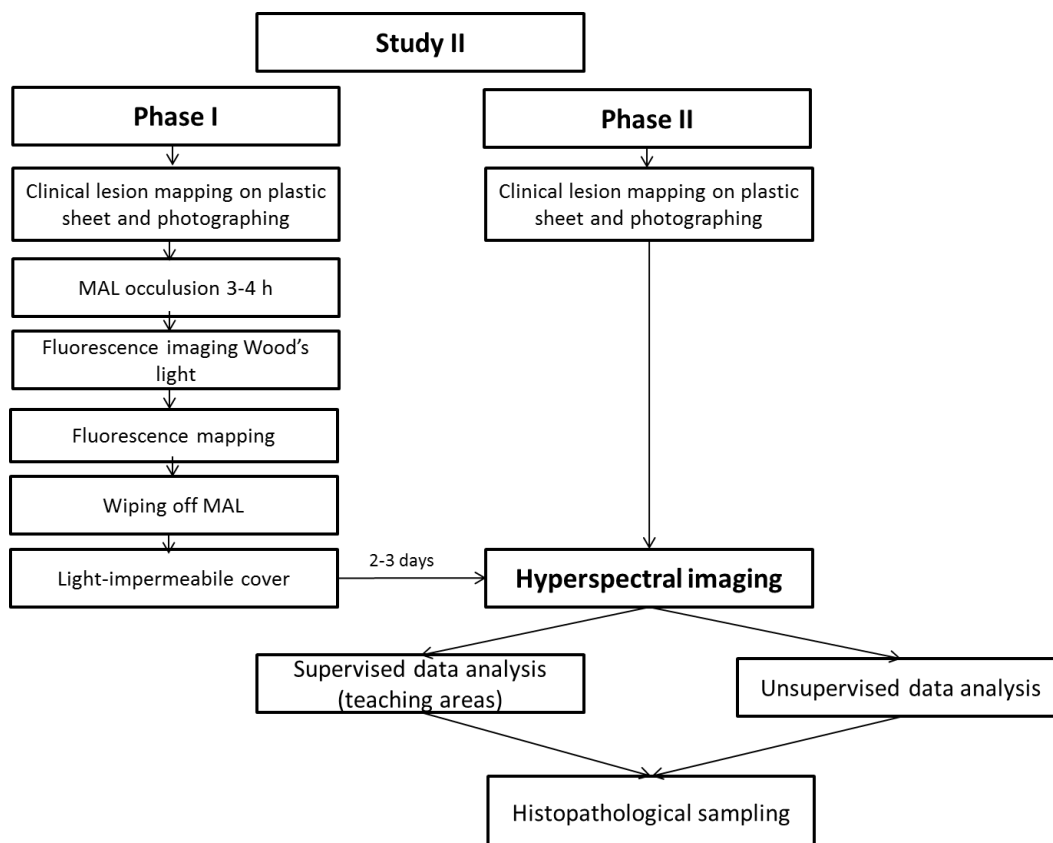 Study II
Phase I
Clinical lesion mapping on plastic
sheet and photographing
MAL occulusion 3-4 h
Fluorescence imaging Wood's
light
Fluorescence mapping
Wiping off MAL
Light-impermeabile cover
2-3 days
Phase II
Clinical lesion mapping on plastic
sheet and photographing
Hyperspectral imaging
Supervised data analysis
(teaching areas)
Unsupervised data analysis
Histopathological sampling